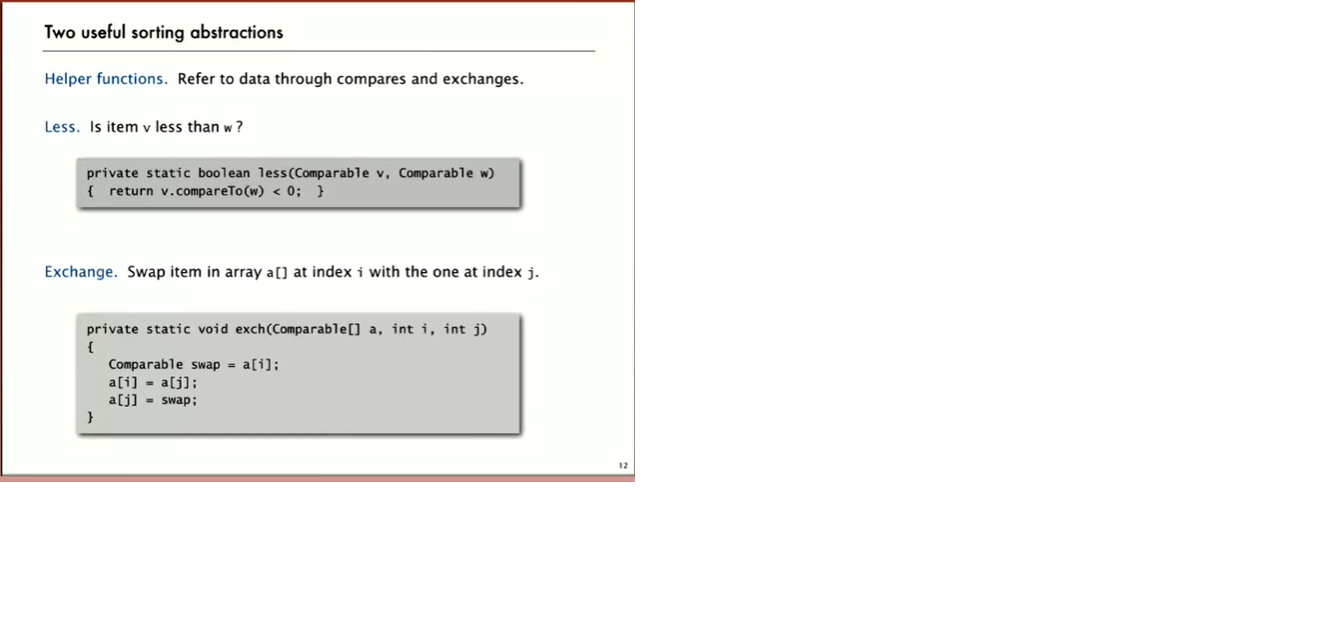 Two useful sorting abstractions
Helper functions. Refer to data through compares and exchanges.
Less. Is item v less than w ?
private static boolean less(Comparable v, Comparable w)
{ return v.compareTo(w) < 0; }
Exchange. Swap item in array a[] at index i with the one at index j.
private static void exch(Comparable[] a, int i, int j)
{
Comparable swap = a[i];
a[i] = a[j];
a[j] = swap;
}
12